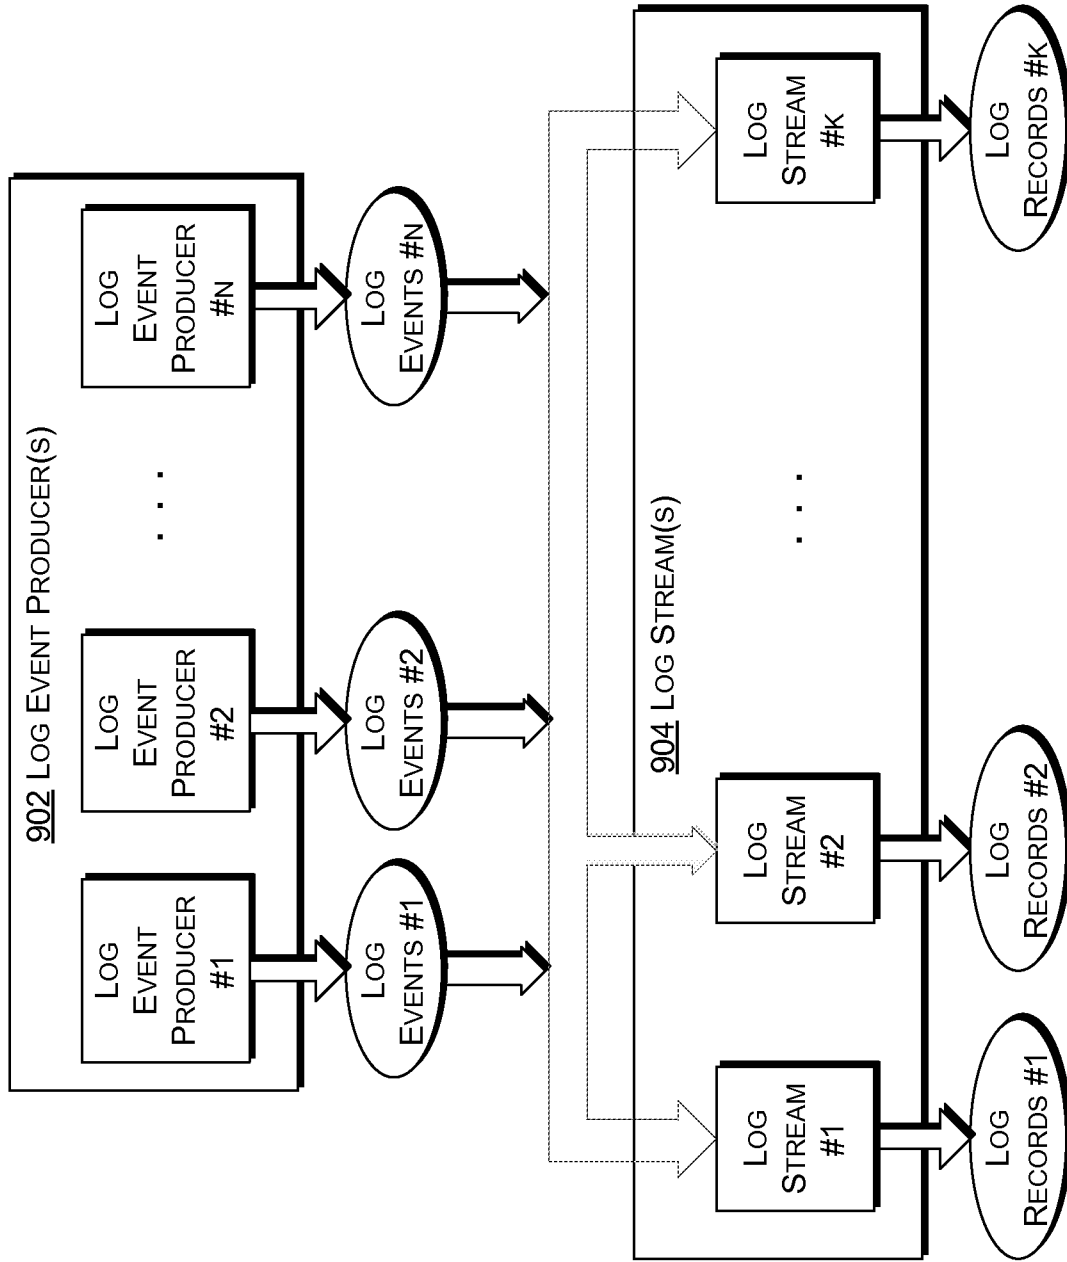 902 LOG EVENT PRODUCER(S)
LOG
EVENT
PRODUCER
#1
LOG
EVENT
PRODUCER
#2
. . .
LOG
EVENT
PRODUCER
#N
LOG
EVENTS #1
LOG
EVENTS #2
LOG
EVENTS #N
904 LOG STREAM(S)
LOG
STREAM
#1
LOG
STREAM
#2
. . .
LOG
STREAM
#K
LOG
RECORDS #1
LOG
RECORDS #2
LOG
RECORDS #K